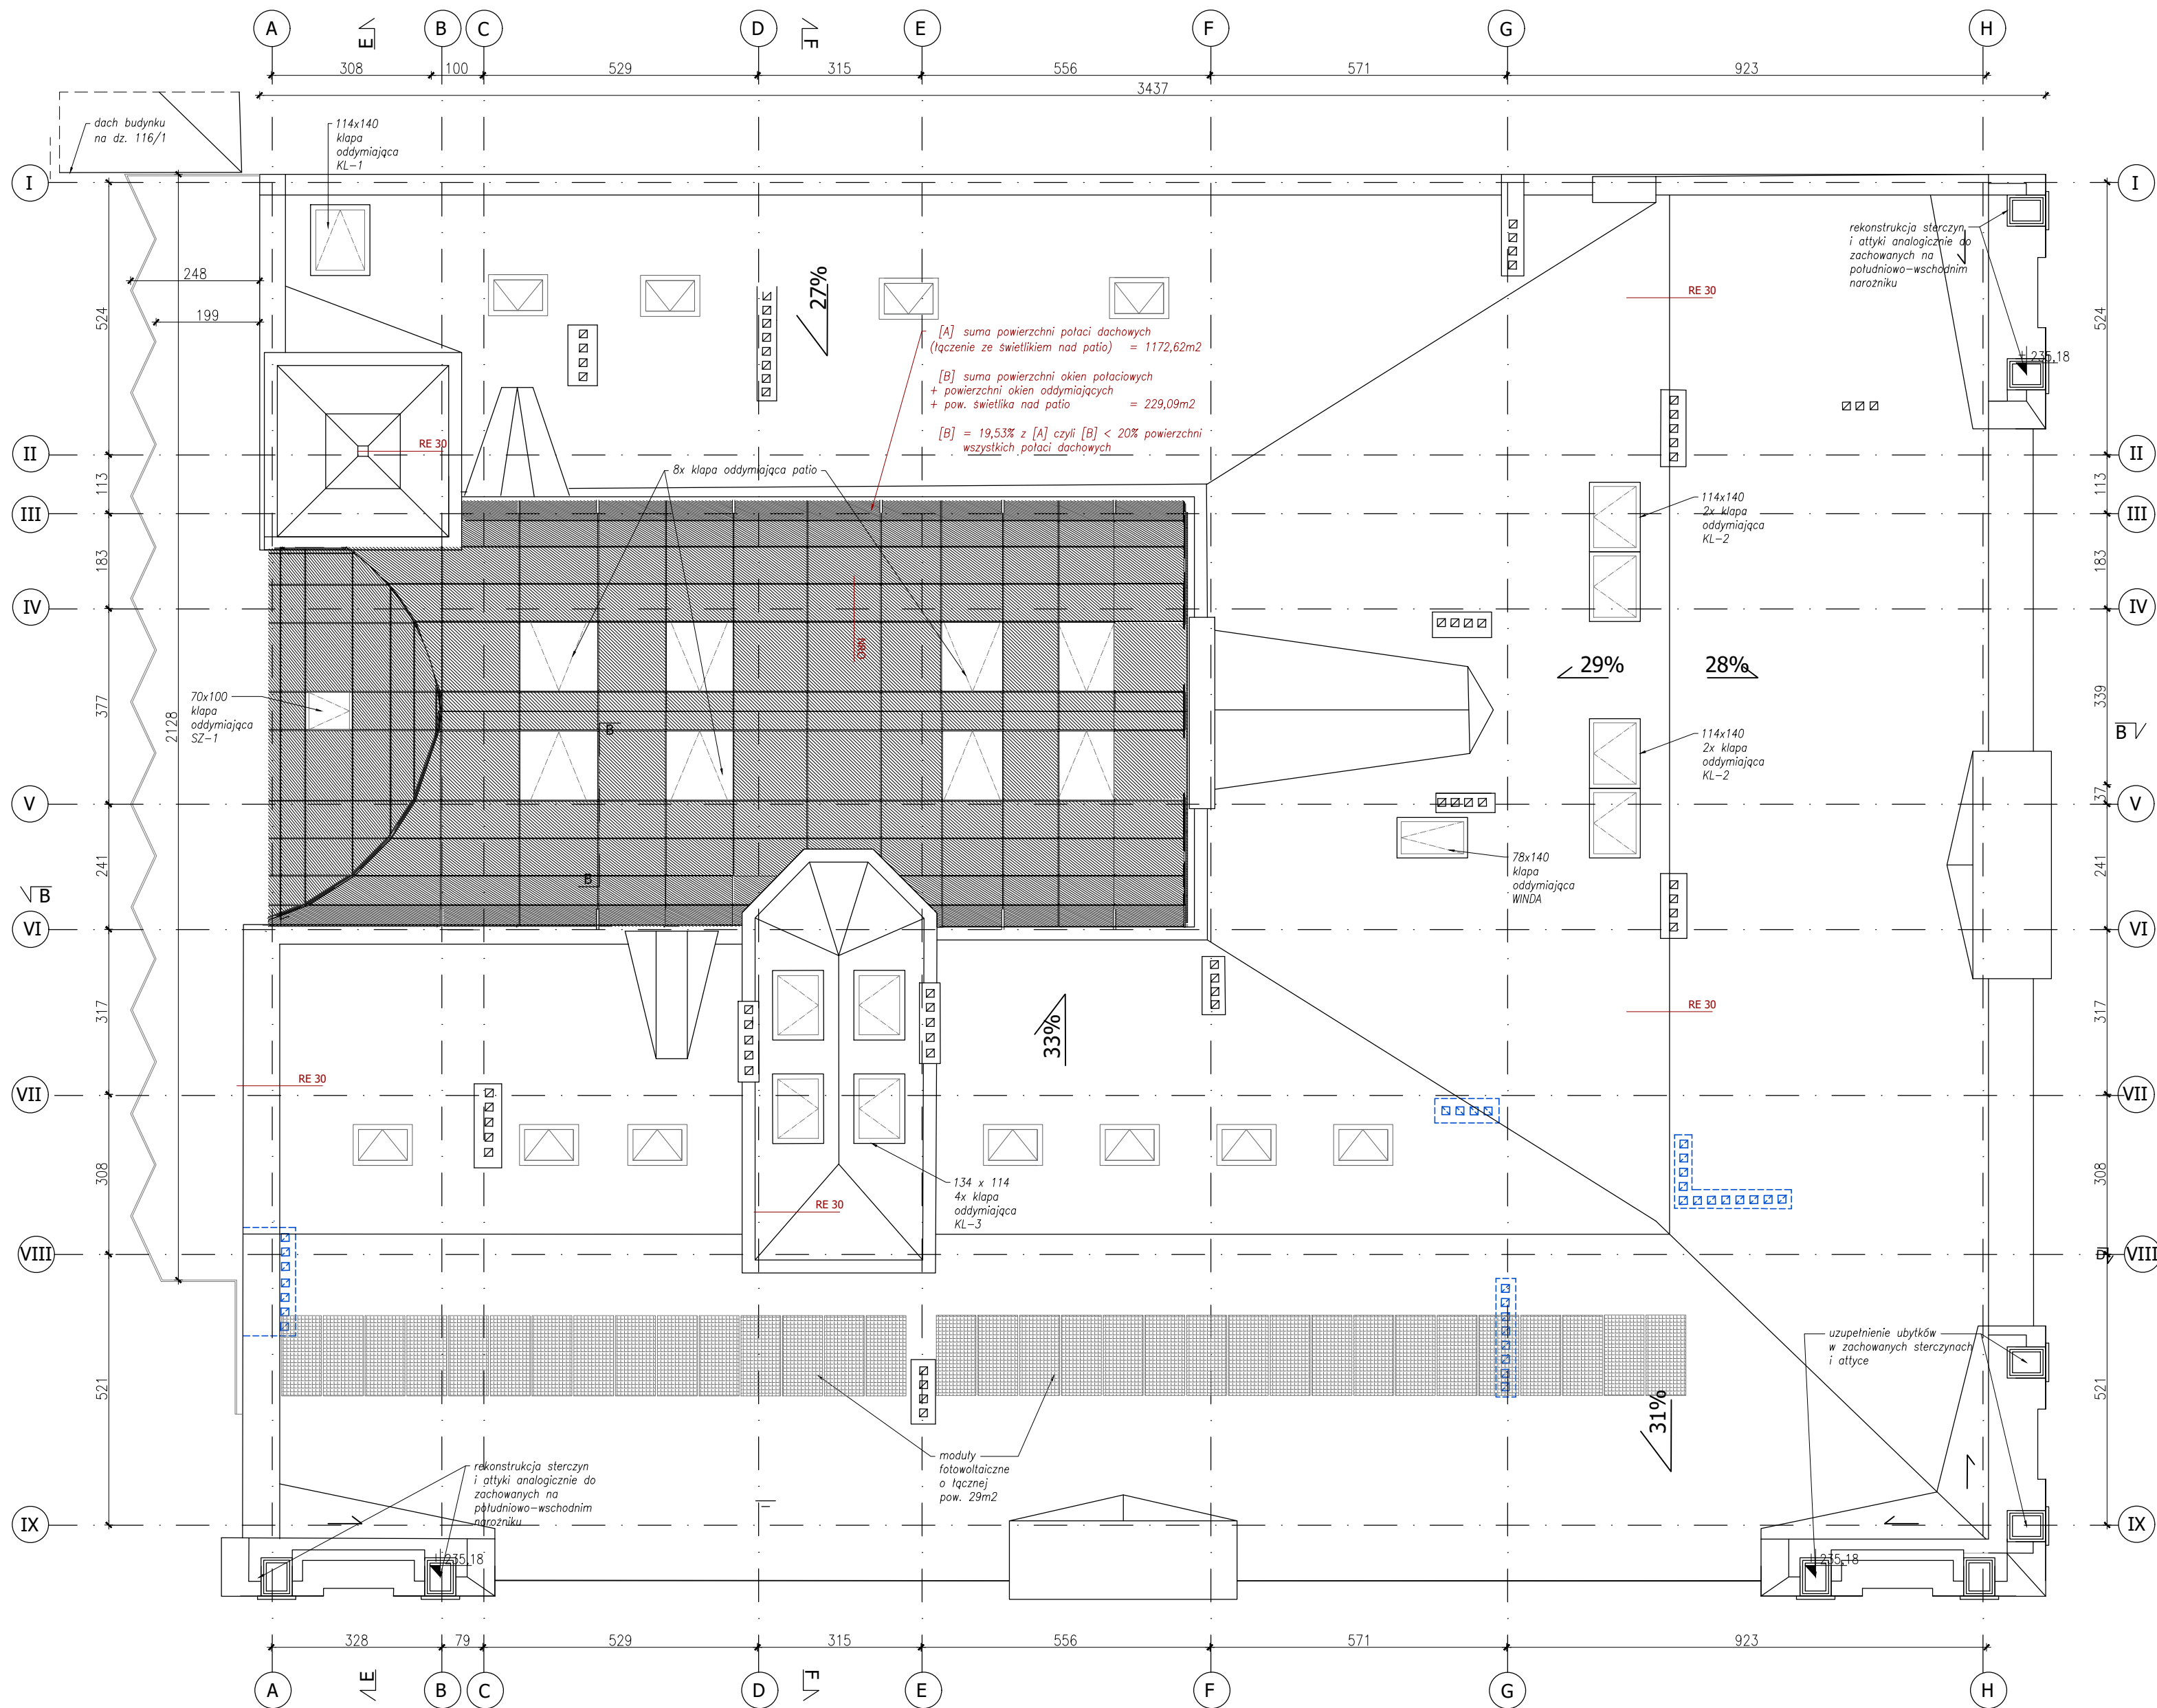 A
B
C
D
E
F
G
H
E
F
308
100
529
315
556
571
923
3437
dach budynku
na dz. 116/1
114x140
klapa
oddymiająca
KL-1
I
I
248
199
524
524
27%
RE 30
rekonstrukcja sterczyn
i attyki analogicznie do
zachowanych na
południowo-wschodnim
narożniku
235,18
[A] suma powierzchni połaci dachowych
(łączenie ze świetlikiem nad patio) = 1172,62m2
[B] suma powierzchni okien połaciowych
+ powierzchni okien oddymiających
+ pow. świetlika nad patio = 229,09m2
[B] = 19,53% z [A] czyli [B] < 20% powierzchni
wszystkich połaci dachowych
RE 30
II
II
8x klapa oddymiająca patio
113
113
114x140
2x klapa
oddymiająca
KL-2
III
III
183
183
IV
IV
NRO
29%
28%
70x100
klapa
oddymiająca
SZ-1
377
2128
339
B
B
114x140
2x klapa
oddymiająca
KL-2
37
V
V
78x140
klapa
oddymiająca
WINDA
241
241
B
B
VI
VI
317
317
33%
RE 30
RE 30
VII
VII
308
308
134 x 114
4x klapa
oddymiająca
KL-3
RE 30
VIII
VIII
D
uzupełnienie ubytków
w zachowanych sterczynach
i attyce
521
521
31%
moduły
fotowoltaiczne
o łącznej
pow. 29m2
rekonstrukcja sterczyn
i attyki analogicznie do
zachowanych na
południowo-wschodnim
narożniku
IX
IX
235,18
235,18
328
79
529
315
556
571
923
E
F
A
B
C
D
E
F
G
H